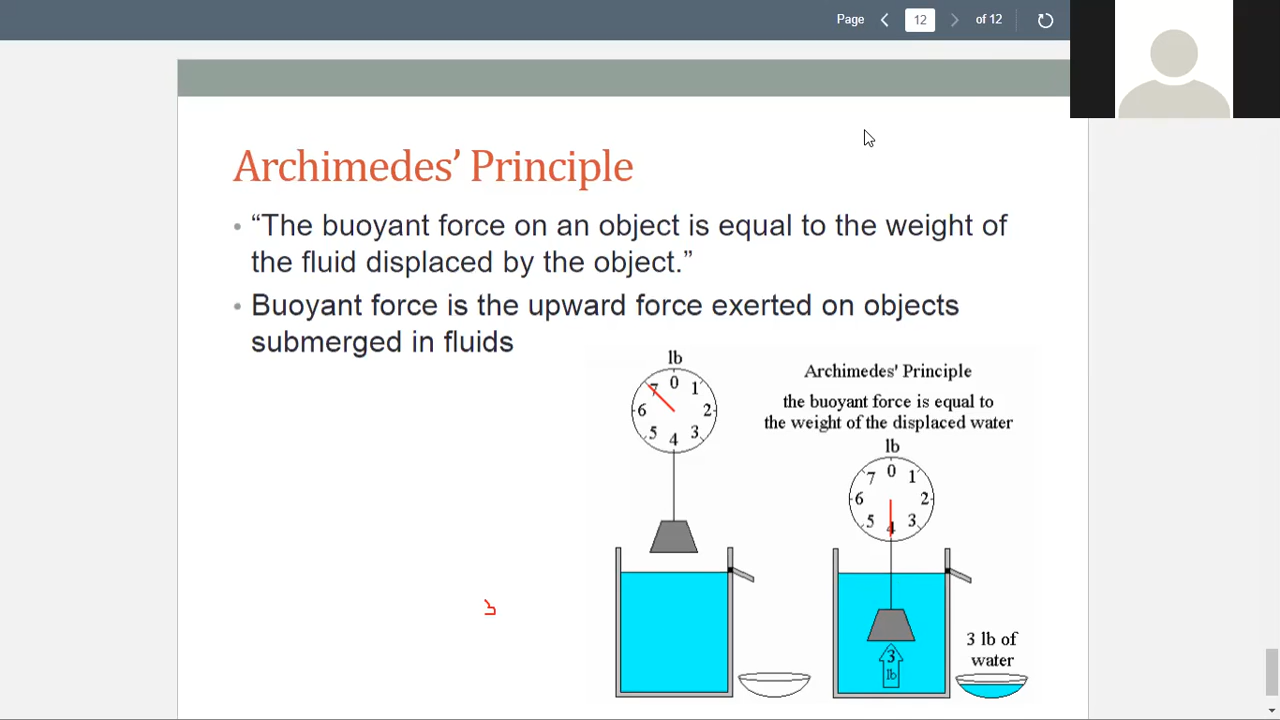 Page 12 of 12
Archimedes’ Principle
• “The buoyant force on an object is equal to the weight of
the fluid displaced by the object.”
• Buoyant force is the upward force exerted on objects
submerged in fluids
lb
0 1 2 3 4 5 6 7
Archimedes' Principle
the buoyant force is equal to
the weight of the displaced water
lb
0 1 2 3 4 5 6 7
3 lb of
water
3
lb